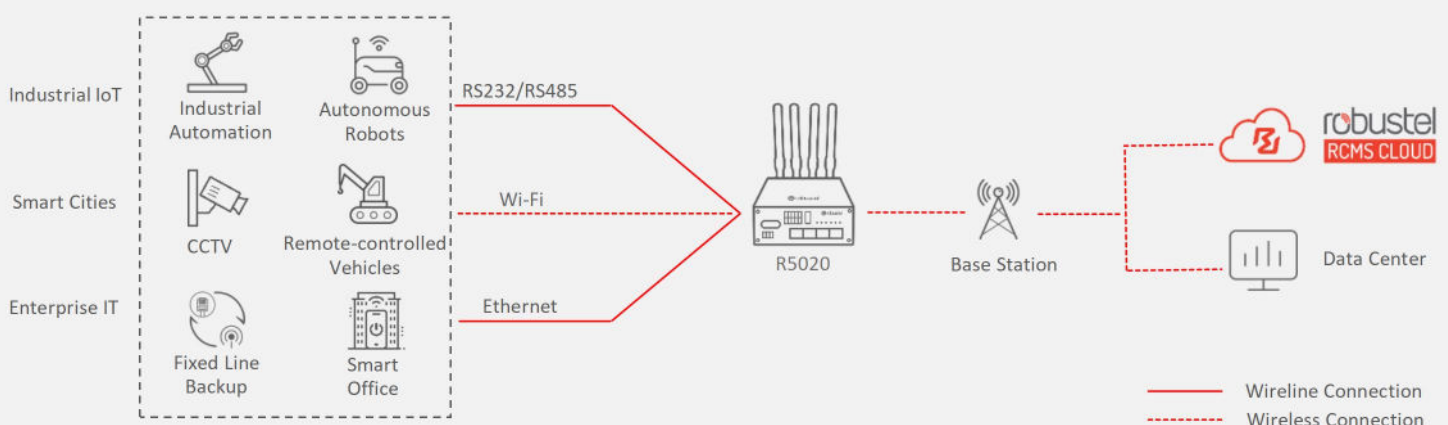 Industrial IoT
Industrial
Automation
Autonomous
Robots
RS232/RS485
Smart Cities
CCTV
Remote-controlled
Vehicles
Wi-Fi
Enterprise IT
Fixed Line
Backup
Smart
Office
Ethernet
R5020
Base Station
robustel
RCMS CLOUD
Data Center
Wireline Connection
Wireless Connection